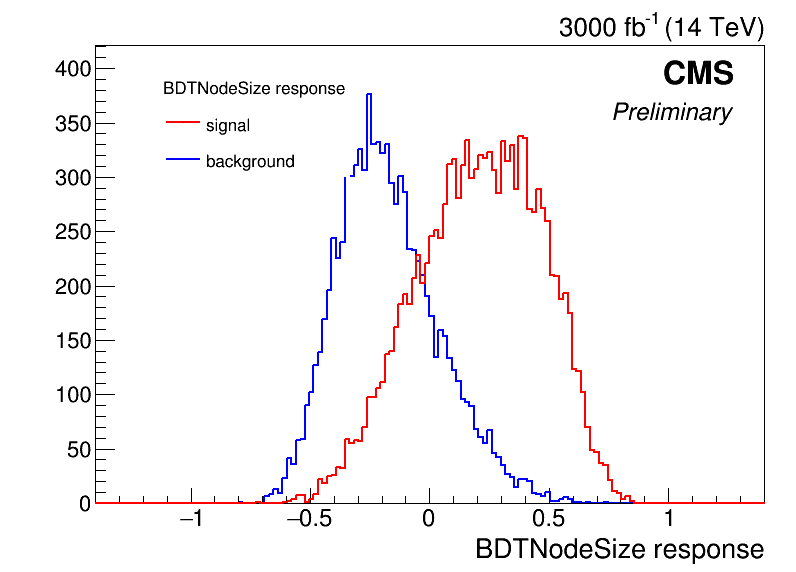 3000 fb⁻¹ (14 TeV)
CMS
Preliminary
BDTNodeSize response
signal
background
400
350
300
250
200
150
100
50
0
−1
−0.5
0
0.5
1
BDTNodeSize response